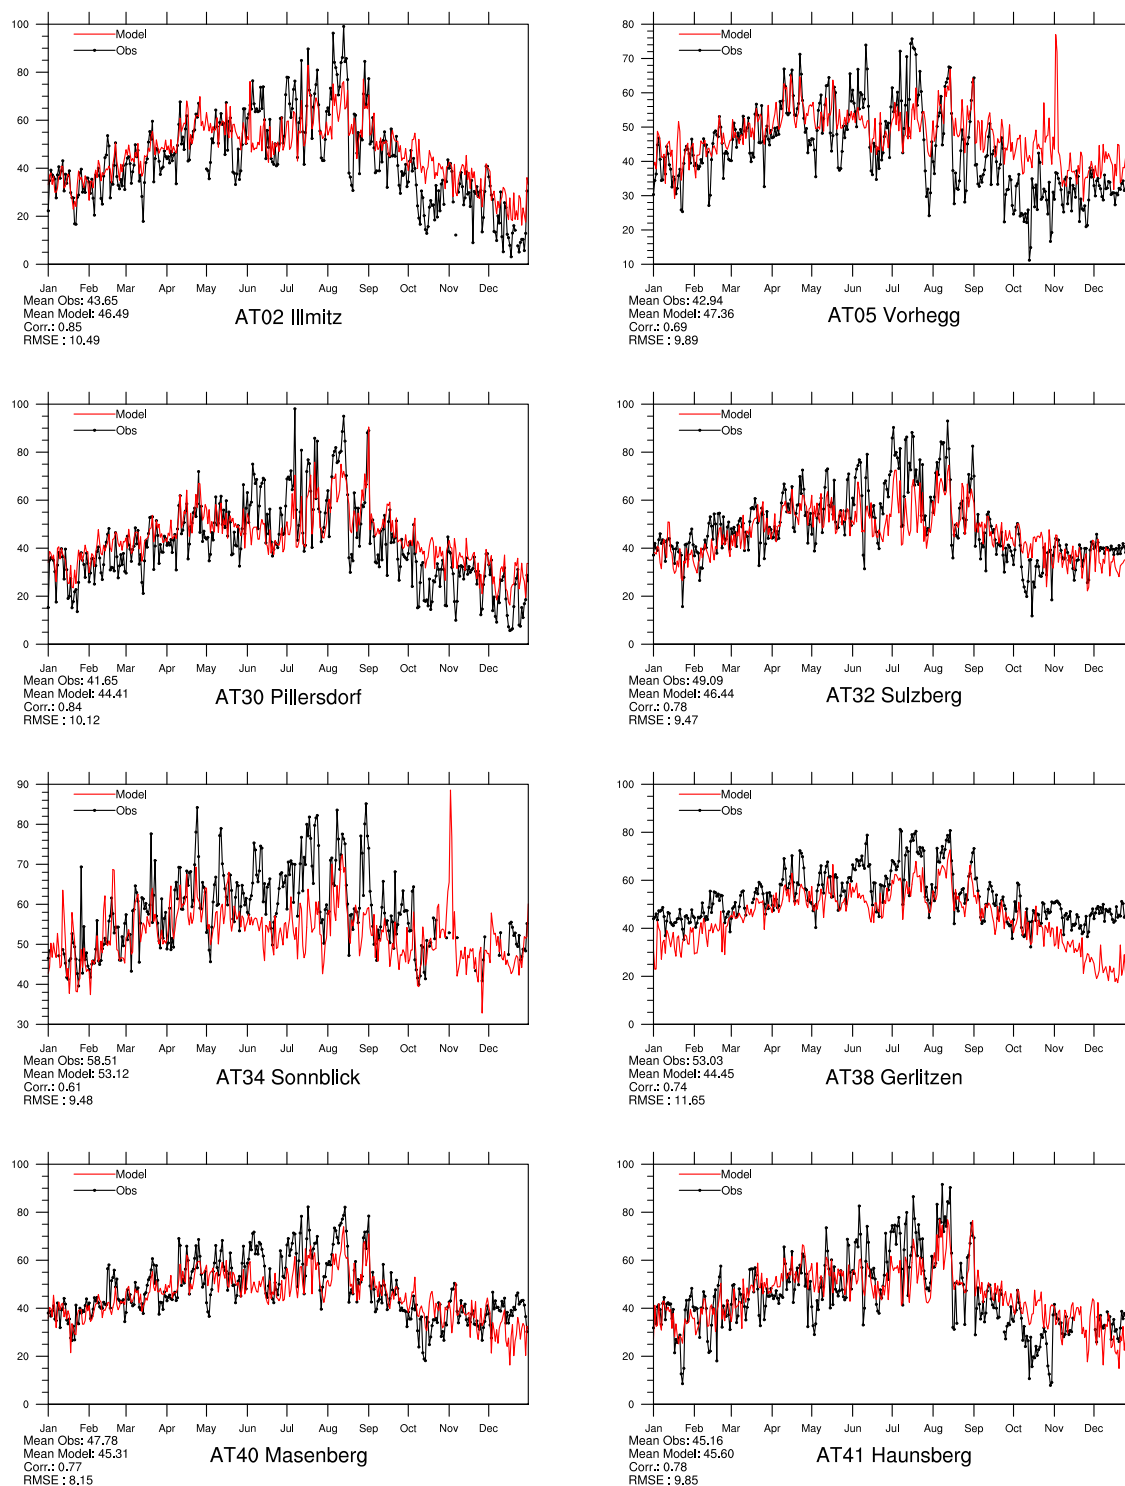 100
80
60
40
20
0
Model
Obs
Jan Feb Mar Apr May Jun Jul Aug Sep Oct Nov Dec
Mean Obs: 43.65
Mean Model: 46.49
Corr.: 0.85
RMSE : 10.49
AT02 Illmitz
80
70
60
50
40
30
20
10
Model
Obs
Jan Feb Mar Apr May Jun Jul Aug Sep Oct Nov Dec
Mean Obs: 42.94
Mean Model: 47.36
Corr.: 0.69
RMSE : 9.89
AT05 Vorhegg
100
80
60
40
20
0
Model
Obs
Jan Feb Mar Apr May Jun Jul Aug Sep Oct Nov Dec
Mean Obs: 41.65
Mean Model: 44.41
Corr.: 0.84
RMSE : 10.12
AT30 Pillersdorf
100
80
60
40
20
0
Model
Obs
Jan Feb Mar Apr May Jun Jul Aug Sep Oct Nov Dec
Mean Obs: 49.09
Mean Model: 46.44
Corr.: 0.78
RMSE : 9.47
AT32 Sulzberg
90
80
70
60
50
40
30
Model
Obs
Jan Feb Mar Apr May Jun Jul Aug Sep Oct Nov Dec
Mean Obs: 58.51
Mean Model: 53.12
Corr.: 0.61
RMSE : 9.48
AT34 Sonnblick
100
80
60
40
20
0
Model
Obs
Jan Feb Mar Apr May Jun Jul Aug Sep Oct Nov Dec
Mean Obs: 53.03
Mean Model: 44.45
Corr.: 0.74
RMSE : 11.65
AT38 Gerlitzen
100
80
60
40
20
0
Model
Obs
Jan Feb Mar Apr May Jun Jul Aug Sep Oct Nov Dec
Mean Obs: 47.78
Mean Model: 45.31
Corr.: 0.77
RMSE : 8.15
AT40 Masenberg
100
80
60
40
20
0
Model
Obs
Jan Feb Mar Apr May Jun Jul Aug Sep Oct Nov Dec
Mean Obs: 45.16
Mean Model: 45.60
Corr.: 0.78
RMSE : 9.85
AT41 Haunsberg